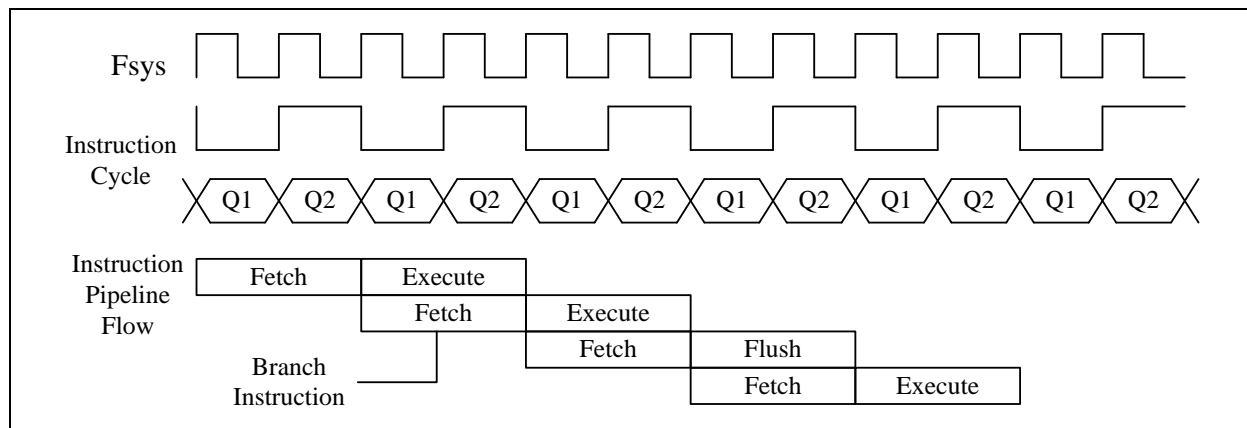 Fsys
Instruction
Cycle
Q1 Q2 Q1 Q2 Q1 Q2 Q1 Q2 Q1 Q2 Q1 Q2
Instruction
Pipeline
Flow
Fetch Execute
Fetch Execute
Fetch Flush
Fetch Execute
Branch
Instruction